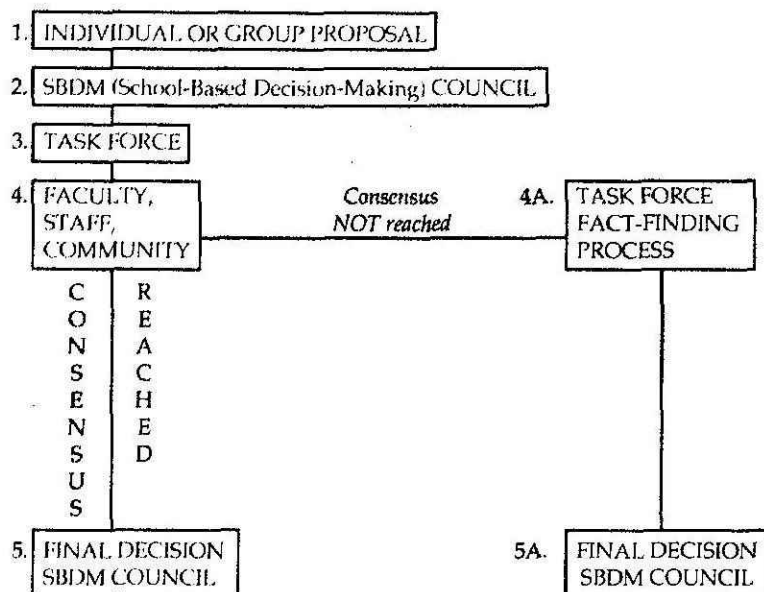 1. INDIVIDUAL OR GROUP PROPOSAL
2. SBDM (School-Based Decision-Making) COUNCIL
3. TASK FORCE
4. FACULTY,
STAFF,
COMMUNITY
Consensus
NOT reached
4A. TASK FORCE
FACT-FINDING
PROCESS
CONSENSUS
REACHED
5. FINAL DECISION
SBDM COUNCIL
5A. FINAL DECISION
SBDM COUNCIL